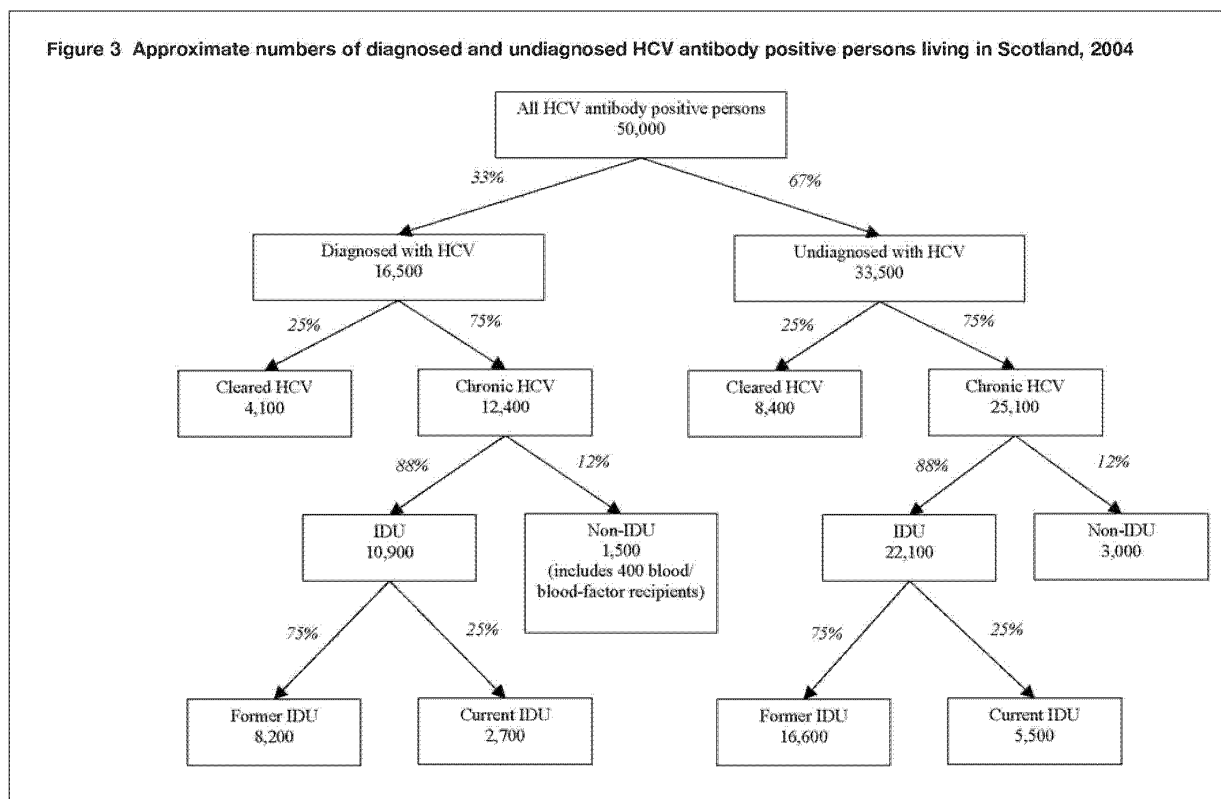 Figure 3 Approximate numbers of diagnosed and undiagnosed HCV antibody positive persons living in Scotland, 2004
All HCV antibody positive persons
50,000
33%
67%
Diagnosed with HCV
16,500
Undiagnosed with HCV
33,500
25%
75%
25%
75%
Cleared HCV
4,100
Chronic HCV
12,400
Cleared HCV
8,400
Chronic HCV
25,100
88%
12%
88%
12%
IDU
10,900
Non-IDU
1,500
(includes 400 blood/
blood-factor recipients)
IDU
22,100
Non-IDU
3,000
75%
25%
75%
25%
Former IDU
8,200
Current IDU
2,700
Former IDU
16,600
Current IDU
5,500